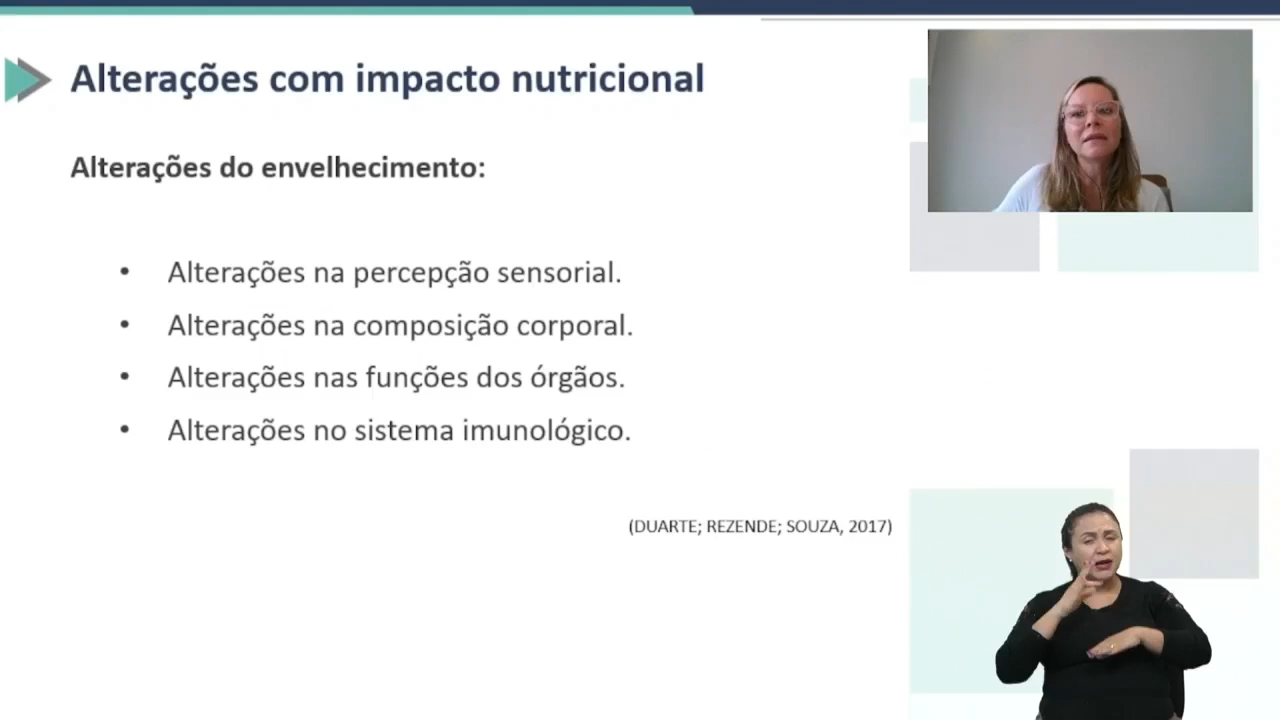 Alterações com impacto nutricional
Alterações do envelhecimento:
• Alterações na percepção sensorial.
• Alterações na composição corporal.
• Alterações nas funções dos órgãos.
• Alterações no sistema imunológico.
(DUARTE; REZENDE; SOUZA, 2017)